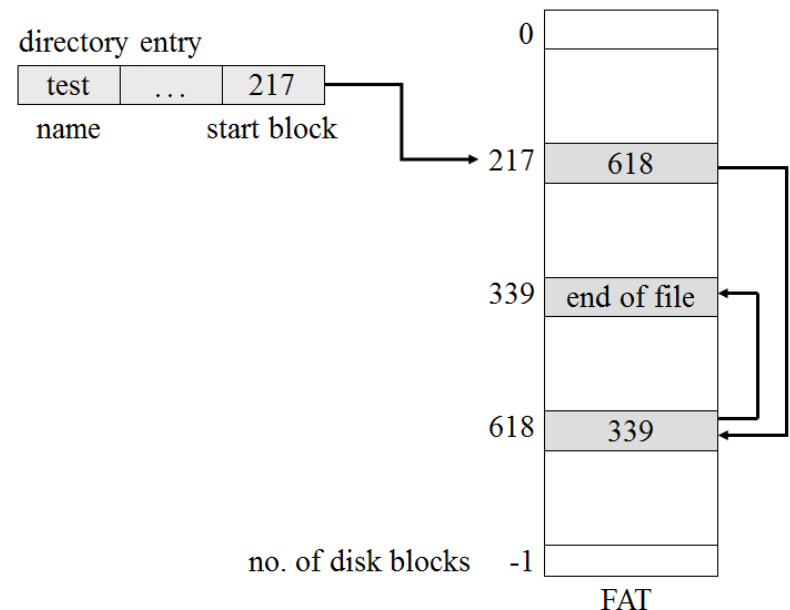 0
directory entry
test ... 217
name start block
217 618
339 end of file
618 339
no. of disk blocks -1
FAT